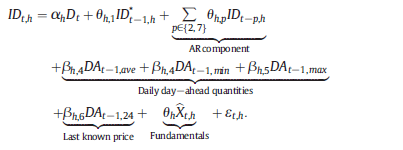 ID_{t,h} = α_h D_t + θ_{h,1} ID^*_{t−1,h} + ∑_{p∈{2,7}} θ_{h,p} ID_{t−p,h}
AR component
+β_{h,4} DA_{t−1,ave} + β_{h,4} DA_{t−1,min} + β_{h,5} DA_{t−1,max}
Daily day−ahead quantities
+β_{h,6} DA_{t−1,24} + θ_h X̂_{t,h} + ε_{t,h}.
Last known price Fundamentals